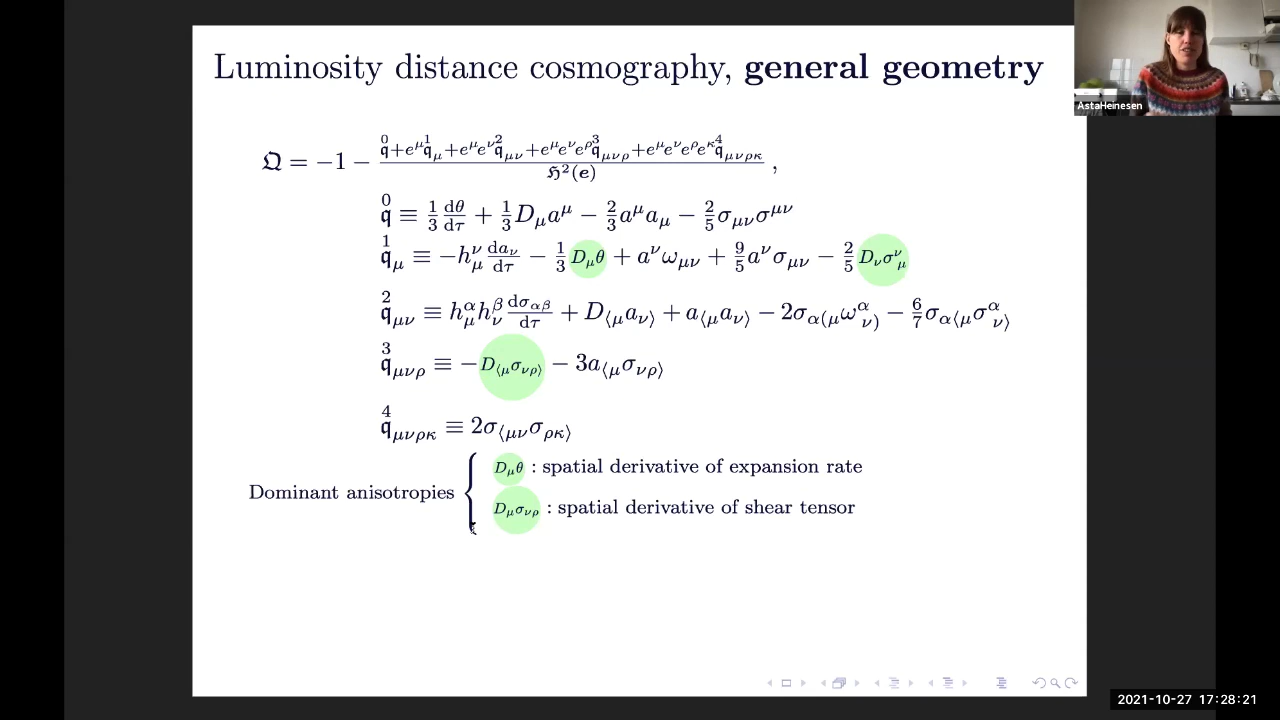 Luminosity distance cosmography, general geometry
AstaHeinesen
𝔔 = −1 − (𝔮⁰ + e^μ 𝔮¹_μ + e^μ e^ν 𝔮²_μν + e^μ e^ν e^ρ 𝔮³_μνρ + e^μ e^ν e^ρ e^κ 𝔮⁴_μνρκ) / ℌ²(e) ,
𝔮⁰ ≡ 1/3 dθ/dτ + 1/3 D_μ a^μ − 2/3 a^μ a_μ − 2/5 σ_μν σ^μν
𝔮¹_μ ≡ −h^ν_μ da_ν/dτ − 1/3 D_μ θ + a^ν ω_μν + 9/5 a^ν σ_μν − 2/5 D_ν σ^ν_μ
𝔮²_μν ≡ h^α_μ h^β_ν dσ_αβ/dτ + D_⟨μ a_ν⟩ + a_⟨μ a_ν⟩ − 2σ_α(μ ω^α_ν) − 6/7 σ_α⟨μ σ^α_ν⟩
𝔮³_μνρ ≡ −D_⟨μ σ_νρ⟩ − 3a_⟨μ σ_νρ⟩
𝔮⁴_μνρκ ≡ 2σ_⟨μν σ_ρκ⟩
Dominant anisotropies
D_μ θ : spatial derivative of expansion rate
D_μ σ_νρ : spatial derivative of shear tensor
2021-10-27 17:28:21